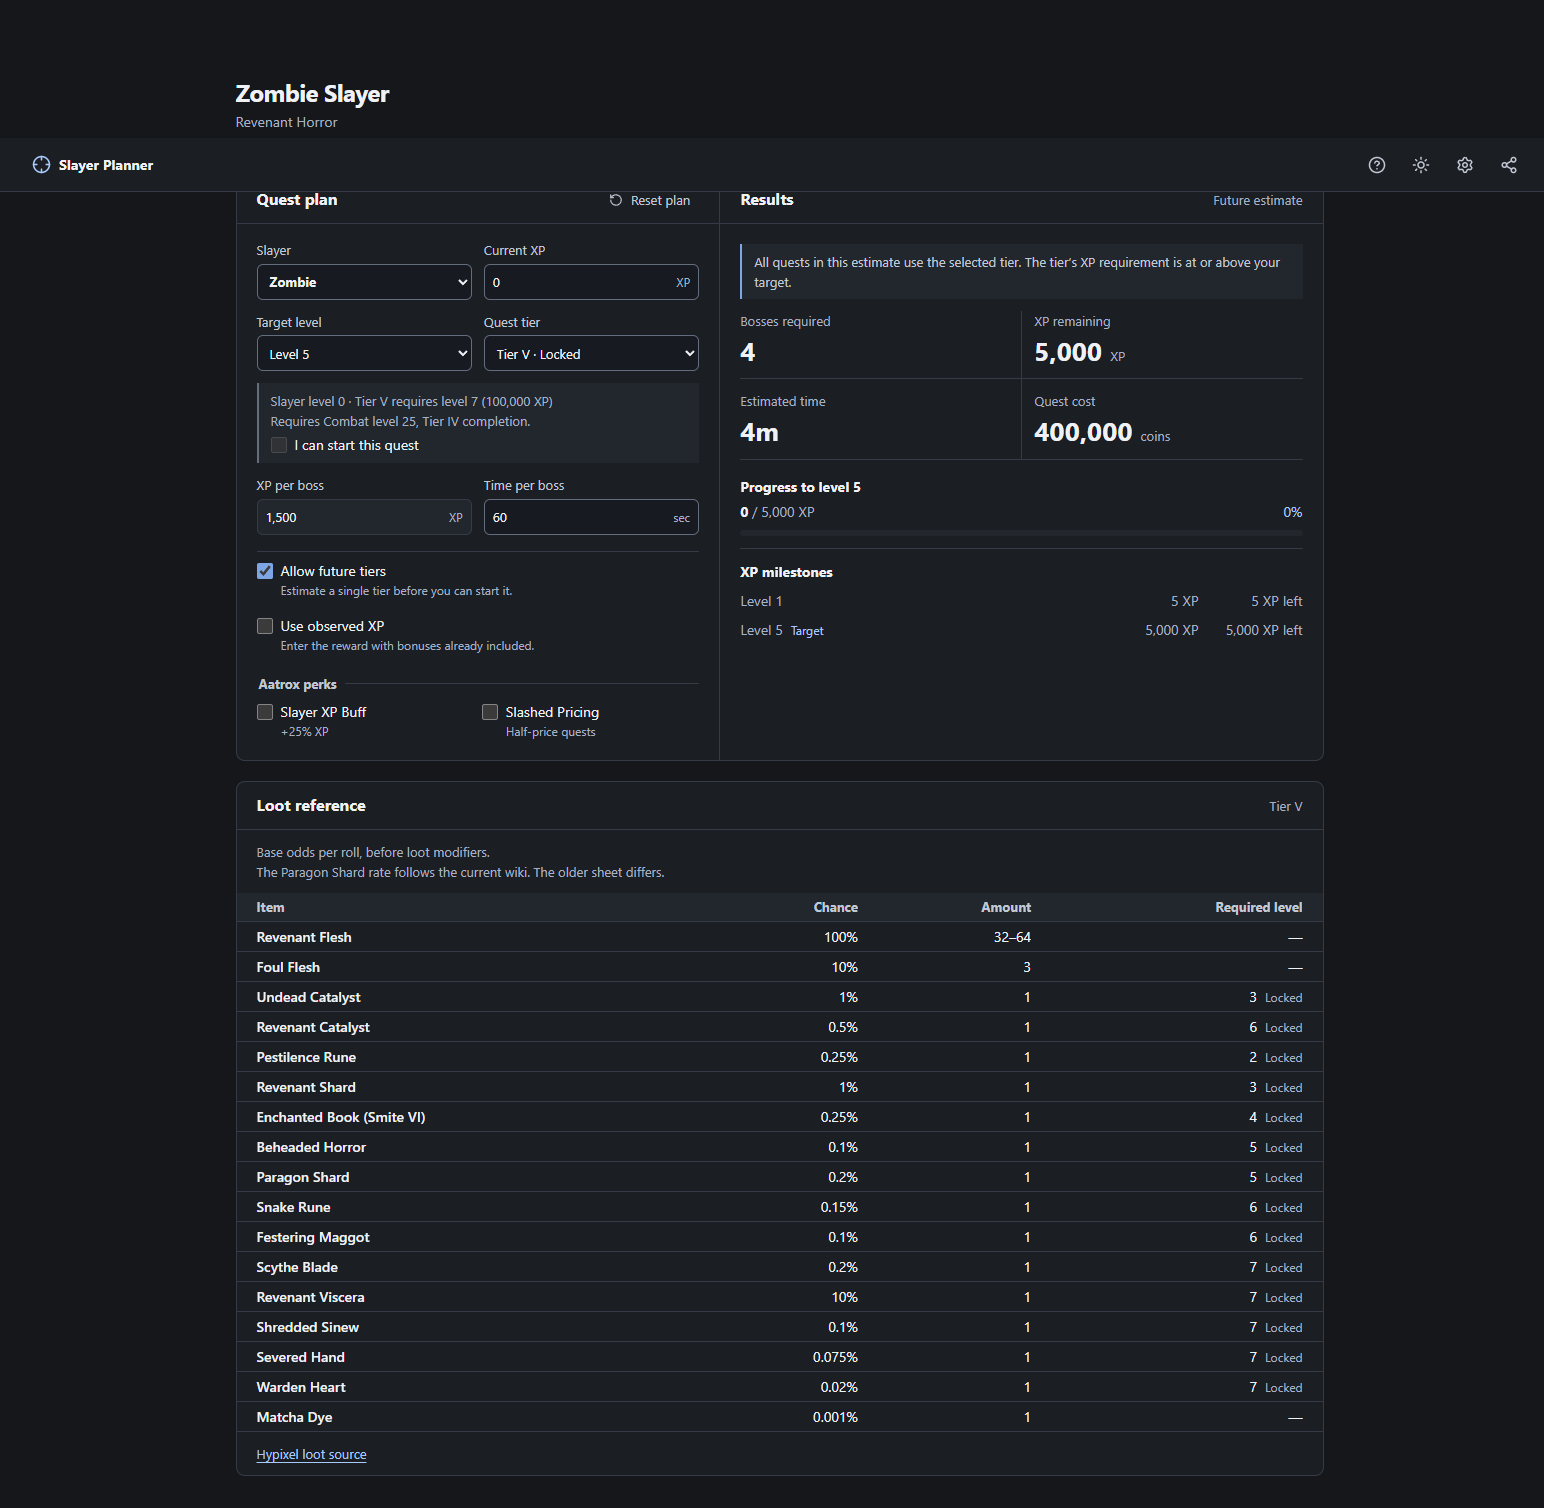 Zombie Slayer
Revenant Horror
Slayer Planner
Quest plan
Reset plan
Slayer
Current XP
Zombie
0 XP
Target level
Quest tier
Level 5
Tier V · Locked
Slayer level 0 · Tier V requires level 7 (100,000 XP)
Requires Combat level 25, Tier IV completion.
I can start this quest
XP per boss
Time per boss
1,500 XP
60 sec
Allow future tiers
Estimate a single tier before you can start it.
Use observed XP
Enter the reward with bonuses already included.
Aatrox perks
Slayer XP Buff
+25% XP
Slashed Pricing
Half-price quests
Results
Future estimate
All quests in this estimate use the selected tier. The tier's XP requirement is at or above your
target.
Bosses required
4
XP remaining
5,000 XP
Estimated time
4m
Quest cost
400,000 coins
Progress to level 5
0 / 5,000 XP 0%
XP milestones
Level 1 5 XP 5 XP left
Level 5 Target 5,000 XP 5,000 XP left
Loot reference
Tier V
Base odds per roll, before loot modifiers.
The Paragon Shard rate follows the current wiki. The older sheet differs.
Item Chance Amount Required level
Revenant Flesh 100% 32–64 —
Foul Flesh 10% 3 —
Undead Catalyst 1% 1 3 Locked
Revenant Catalyst 0.5% 1 6 Locked
Pestilence Rune 0.25% 1 2 Locked
Revenant Shard 1% 1 3 Locked
Enchanted Book (Smite VI) 0.25% 1 4 Locked
Beheaded Horror 0.1% 1 5 Locked
Paragon Shard 0.2% 1 5 Locked
Snake Rune 0.15% 1 6 Locked
Festering Maggot 0.1% 1 6 Locked
Scythe Blade 0.2% 1 7 Locked
Revenant Viscera 10% 1 7 Locked
Shredded Sinew 0.1% 1 7 Locked
Severed Hand 0.075% 1 7 Locked
Warden Heart 0.02% 1 7 Locked
Matcha Dye 0.001% 1 —
Hypixel loot source